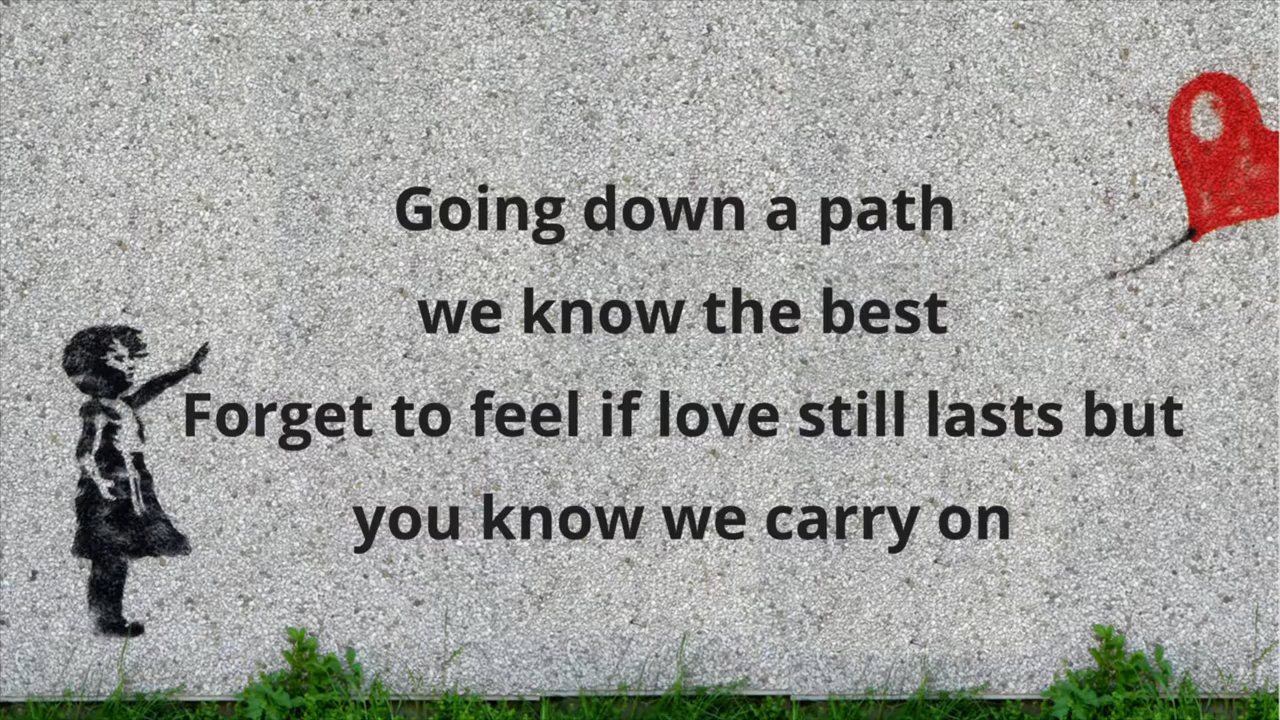 Going down a path
we know the best
Forget to feel if love still lasts but
you know we carry on